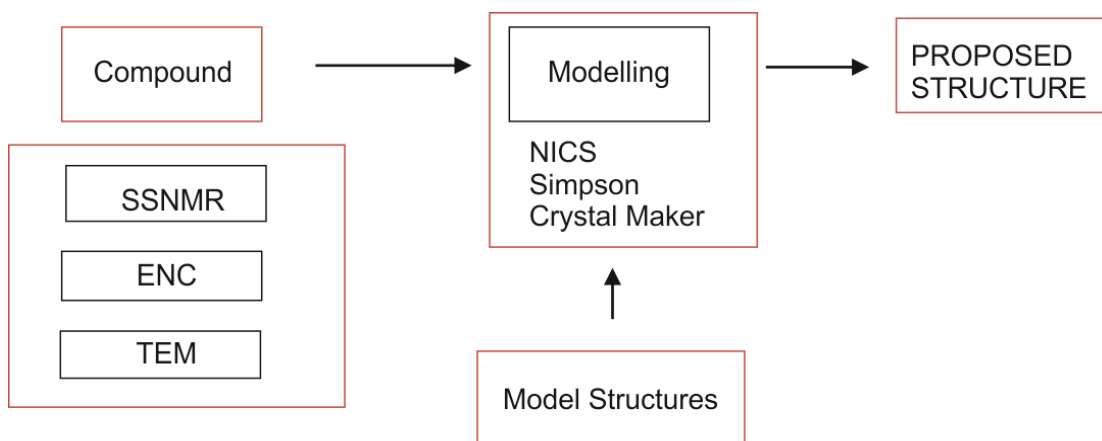 Compound
SSNMR
ENC
TEM
Modelling
NICS
Simpson
Crystal Maker
Model Structures
PROPOSED
STRUCTURE